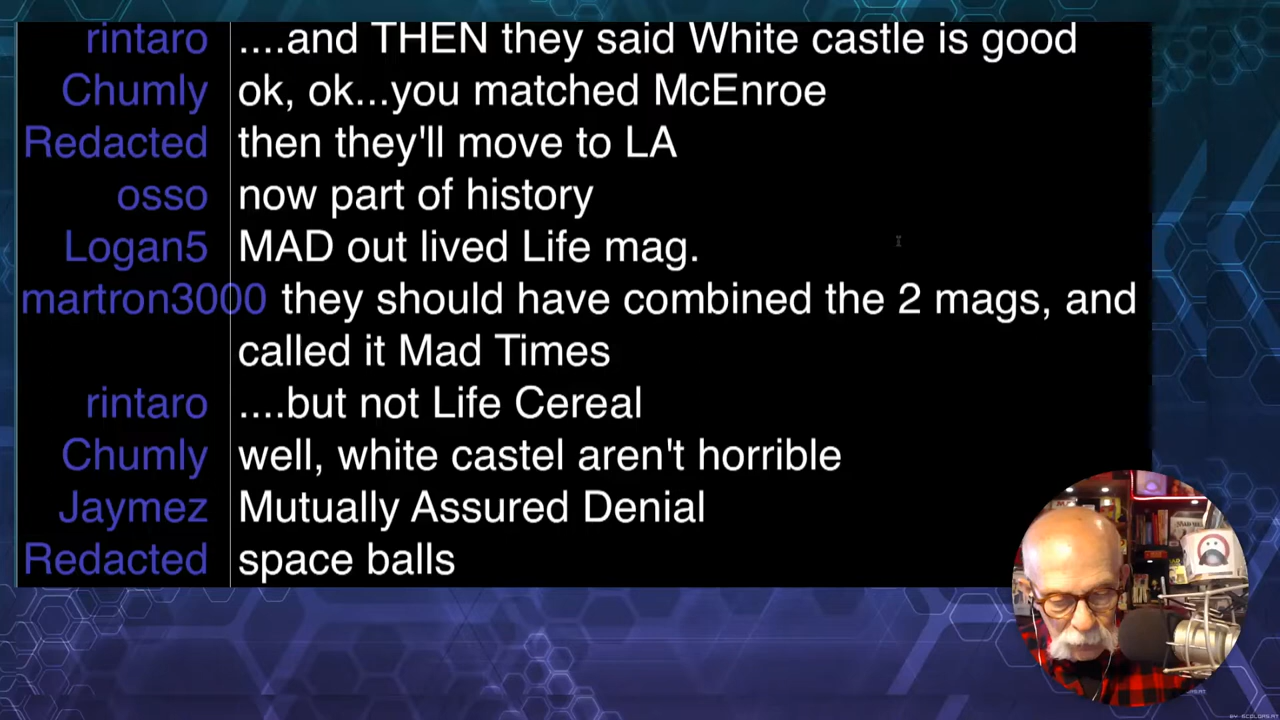 rintaro ....and THEN they said White castle is good
Chumly ok, ok...you matched McEnroe
Redacted then they'll move to LA
osso now part of history
Logan5 MAD out lived Life mag.
martron3000 they should have combined the 2 mags, and
called it Mad Times
rintaro ....but not Life Cereal
Chumly well, white castel aren't horrible
Jaymez Mutually Assured Denial
Redacted space balls